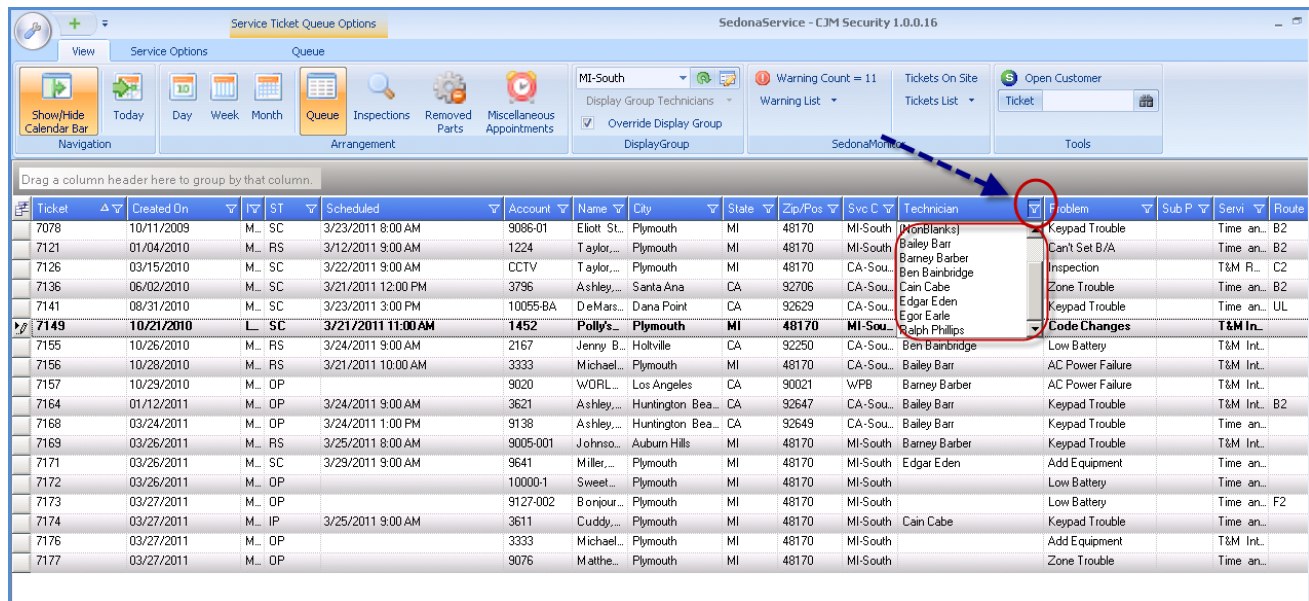 Service Ticket Queue Options SedonaService - CJM Security 1.0.0.16
View Service Options Queue
Show/Hide Calendar Bar
Today
Day
Week
Month
Queue
Inspections
Removed Parts
Miscellaneous Appointments
MI-South
Display Group Technicians
Override Display Group
Warning Count = 11
Warning List
Tickets On Site
Tickets List
Open Customer
Ticket
Navigation Arrangement DisplayGroup SedonaMonitor Tools
Drag a column header here to group by that column.
Ticket Created On I ST Scheduled Account Name City State Zip/Pos Svc C Technician Problem Sub P Servi Route
7078 10/11/2009 M... SC 3/23/2011 8:00 AM 9086-01 Eliott St... Plymouth MI 48170 MI-South (NonBlanks) Keypad Trouble Time an... B2
7121 01/04/2010 M... RS 3/12/2011 9:00 AM 1224 Taylor,... Plymouth MI 48170 MI-South Bailey Barr Can't Set B/A Time an... B2
Barney Barber
7126 03/15/2010 M... SC 3/22/2011 9:00 AM CCTV Taylor,... Plymouth MI 48170 CA-Sou... Ben Bainbridge Inspection T&M R... C2
7136 06/02/2010 M... SC 3/21/2011 12:00 PM 3796 Ashley,... Santa Ana CA 92706 CA-Sou... Cain Cabe Zone Trouble Time an... B2
7141 08/31/2010 M... SC 3/23/2011 3:00 PM 10055-BA DeMars... Dana Point CA 92629 CA-Sou... Edgar Eden Keypad Trouble Time an... UL
Egor Earle
7149 10/21/2010 L... SC 3/21/2011 11:00 AM 1452 Polly's... Plymouth MI 48170 MI-Sou... Ralph Phillips Code Changes T&M In...
7155 10/26/2010 M... RS 3/24/2011 9:00 AM 2167 Jenny B... Holtville CA 92250 CA-Sou... Ben Bainbridge Low Battery T&M Int...
7156 10/28/2010 M... RS 3/21/2011 10:00 AM 3333 Michael... Plymouth MI 48170 CA-Sou... Bailey Barr AC Power Failure T&M Int...
7157 10/29/2010 M... OP 9020 WORL... Los Angeles CA 90021 WPB Barney Barber AC Power Failure T&M Int...
7164 01/12/2011 M... OP 3/24/2011 9:00 AM 3621 Ashley,... Huntington Bea... CA 92647 CA-Sou... Bailey Barr Keypad Trouble T&M Int... B2
7168 03/24/2011 M... OP 3/24/2011 1:00 PM 9138 Ashley,... Huntington Bea... CA 92649 CA-Sou... Bailey Barr Keypad Trouble T&M Int...
7169 03/26/2011 M... RS 3/25/2011 8:00 AM 9005-001 Johnso... Auburn Hills MI 48170 MI-South Barney Barber Keypad Trouble T&M Int...
7171 03/26/2011 M... SC 3/29/2011 9:00 AM 9641 Miller,... Plymouth MI 48170 MI-South Edgar Eden Add Equipment Time an...
7172 03/26/2011 M... OP 10000-1 Sweet... Plymouth MI 48170 MI-South Low Battery Time an...
7173 03/27/2011 M... OP 9127-002 Bonjour... Plymouth MI 48170 MI-South Low Battery Time an... F2
7174 03/27/2011 M... IP 3/25/2011 9:00 AM 3611 Cuddy,... Plymouth MI 48170 MI-South Cain Cabe Keypad Trouble Time an...
7176 03/27/2011 M... OP 3333 Michael... Plymouth MI 48170 MI-South Add Equipment T&M Int...
7177 03/27/2011 M... OP 9076 Matthe... Plymouth MI 48170 MI-South Zone Trouble Time an...